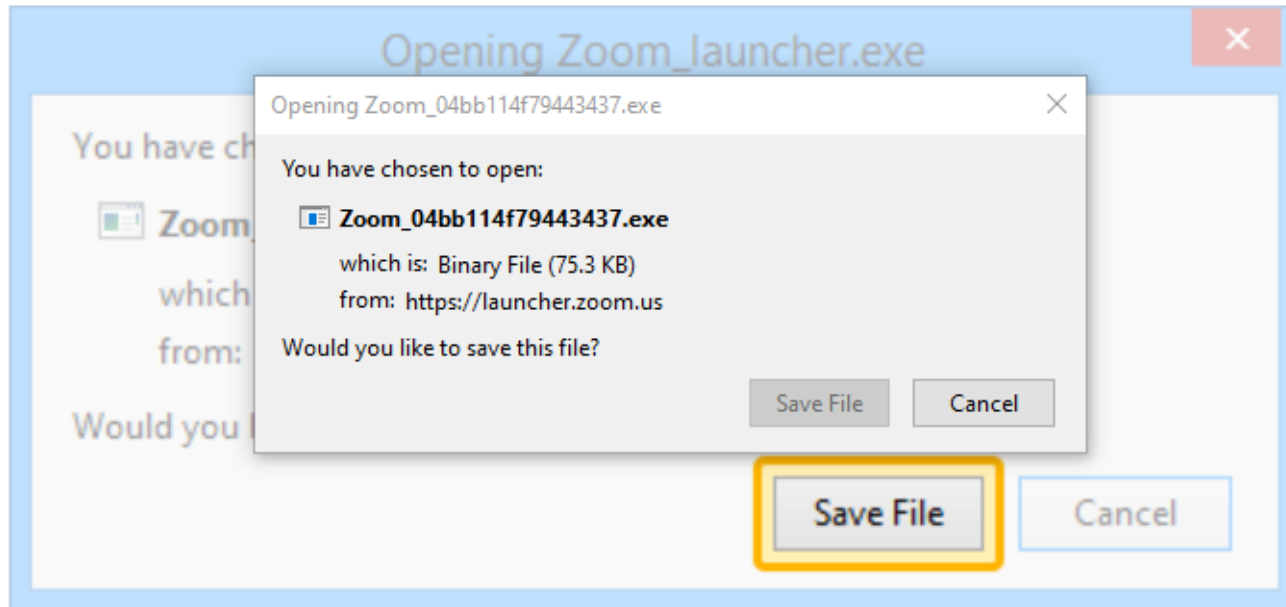 Opening Zoom_launcher.exe
Opening Zoom_04bb114f79443437.exe
You have ch
You have chosen to open:
Zoom_
Zoom_04bb114f79443437.exe
which is: Binary File (75.3 KB)
which
from: https://launcher.zoom.us
from:
Would you like to save this file?
Save File Cancel
Would you l
Save File Cancel